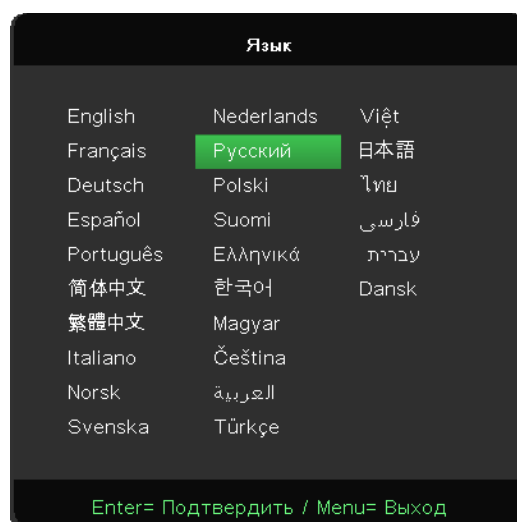 Язык
English
Français
Deutsch
Español
Português
简体中文
繁體中文
Italiano
Norsk
Svenska
Nederlands
Русский
Polski
Suomi
Ελληνικά
한국어
Magyar
Čeština
العربية
Türkçe
Việt
日本語
ไทย
فارسی
עברית
Dansk
Enter= Подтвердить / Menu= Выход